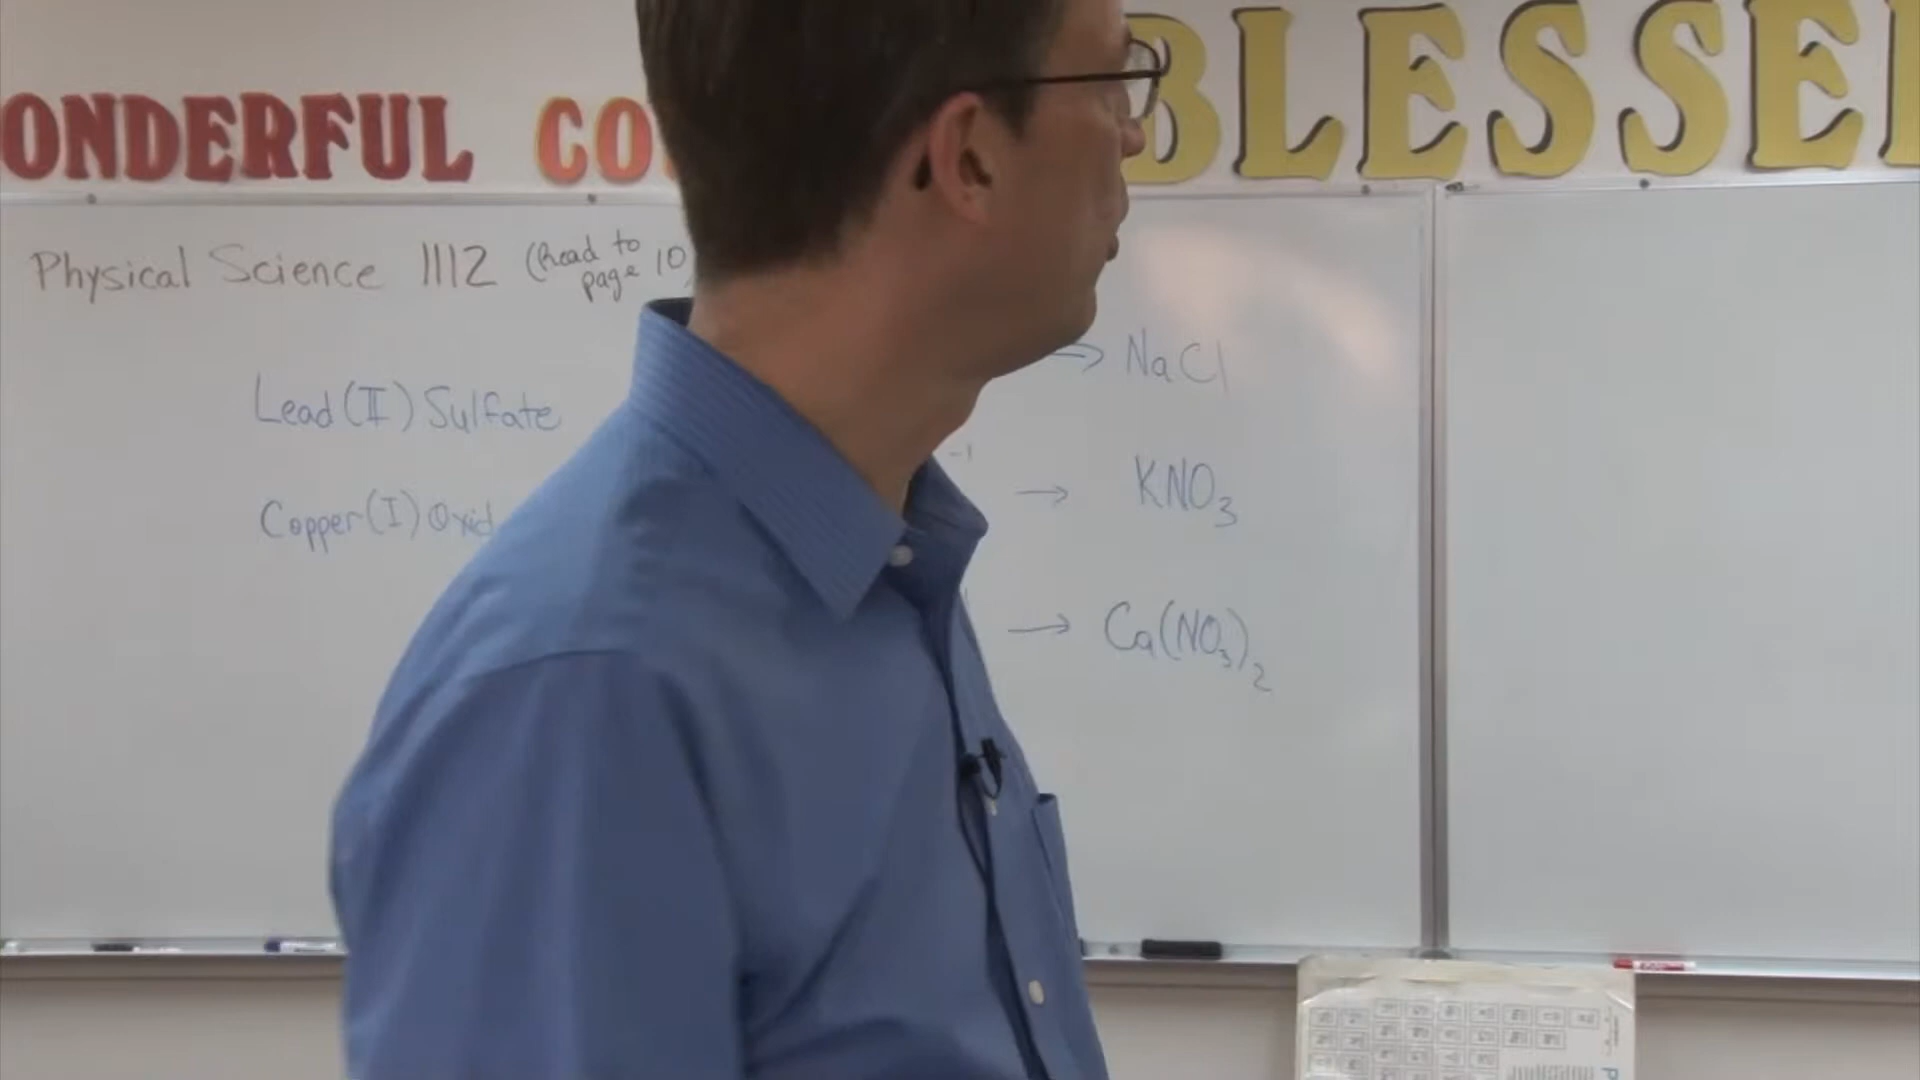 ONDERFUL CO BLESSE
Physical Science 1112 (Read to
page 10
→ NaCl
Lead (II) Sulfate
-1 → KNO₃
Copper (I) Oxid
→ Ca(NO₃)₂